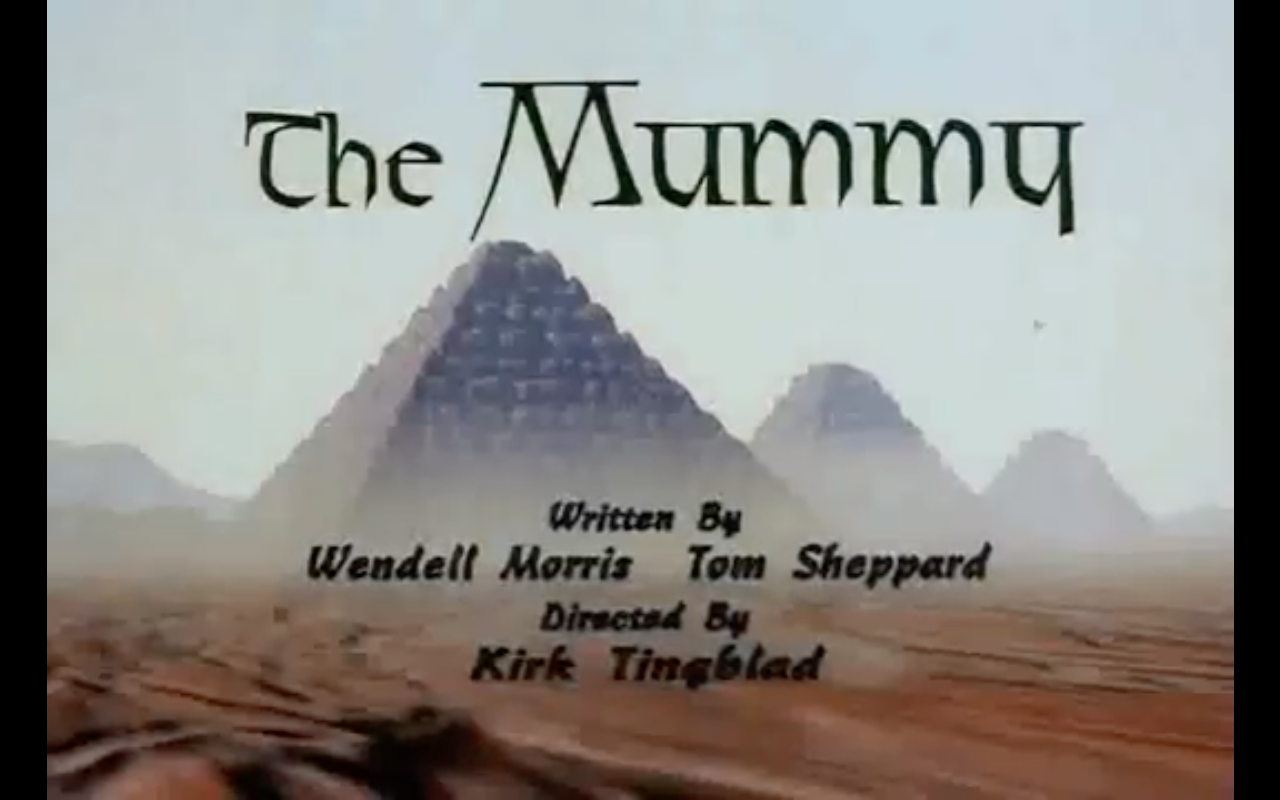 The Mummy
Written By
Wendell Morris  Tom Sheppard
Directed By
Kirk Tingblad